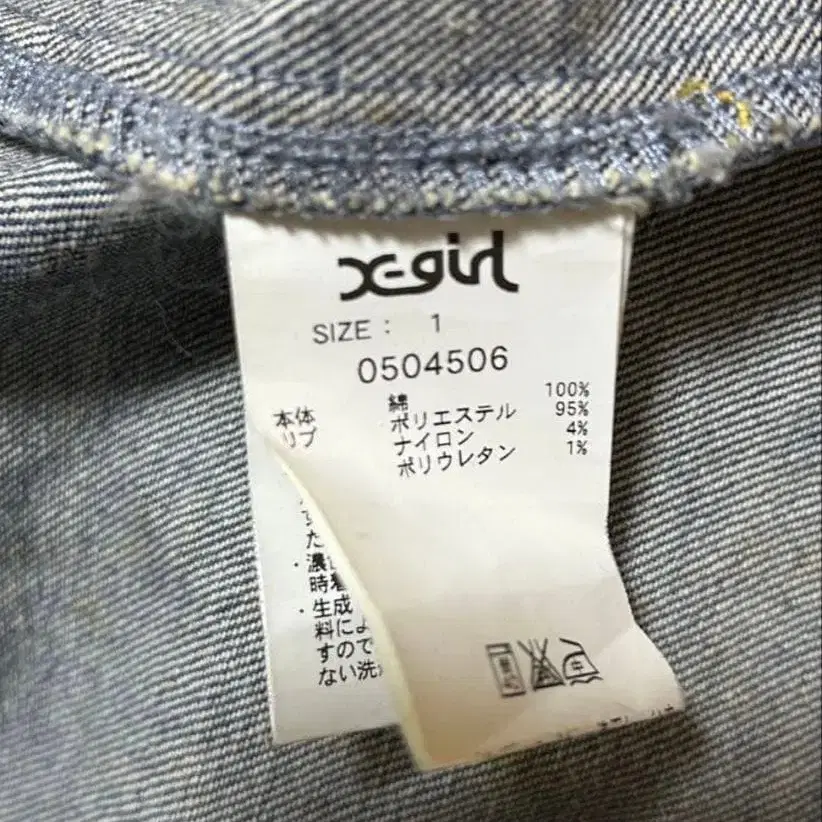 X-girl
SIZE : 1
0504506
本体 綿 100%
リブ ポリエステル 95%
ナイロン 4%
ポリウレタン 1%
た
・濃
時着
・生成
料によ
すので
ない洗